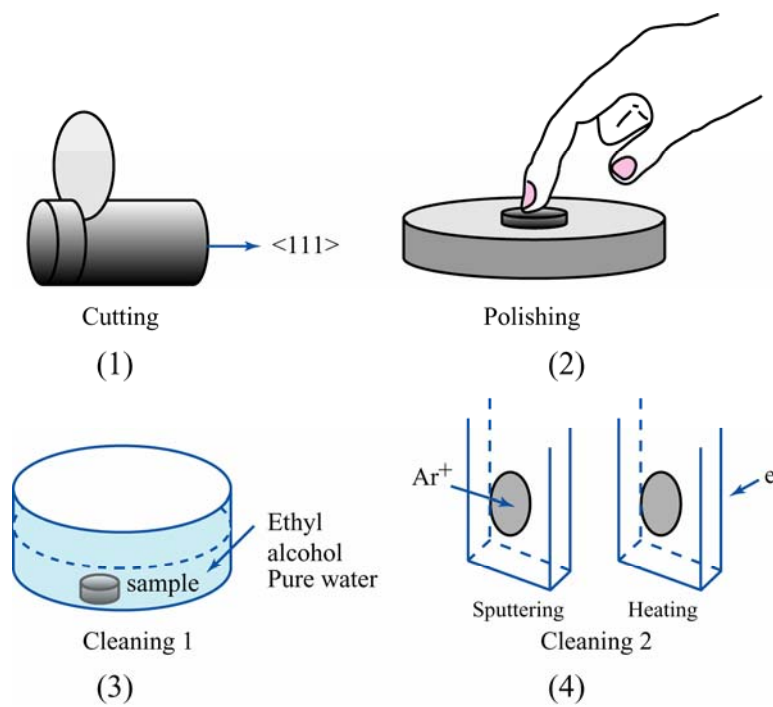 <111>
Cutting
(1)
Polishing
(2)
Ethyl
alcohol
Pure water
sample
Cleaning 1
(3)
Ar⁺
e
Sputtering
Heating
Cleaning 2
(4)